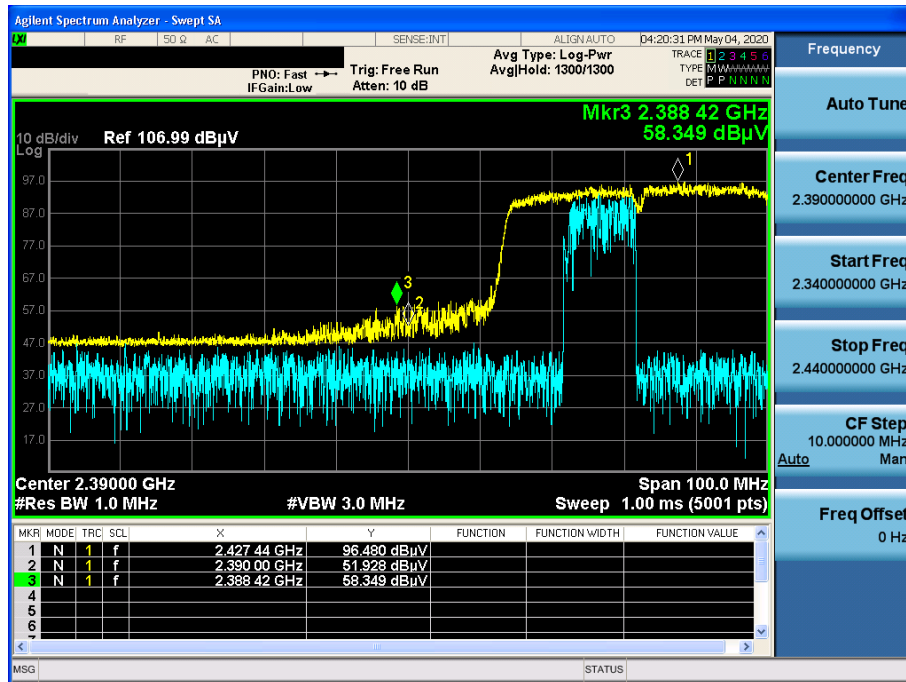 Agilent Spectrum Analyzer - Swept SA
LXI RF 50 Ω AC SENSE:INT ALIGN AUTO 04:20:31 PM May 04, 2020
Frequency
PNO: Fast IFGain:Low
Trig: Free Run
Atten: 10 dB
Avg Type: Log-Pwr
Avg|Hold: 1300/1300
TRACE 1 2 3 4 5 6
TYPE M W
DET P P N N N N
Auto Tune
Mkr3 2.388 42 GHz
58.349 dBµV
10 dB/div Ref 106.99 dBµV
Log
97.0
87.0
77.0
67.0
57.0
47.0
37.0
27.0
17.0
1
3
2
Center Freq
2.390000000 GHz
Start Freq
2.340000000 GHz
Stop Freq
2.440000000 GHz
CF Step
10.000000 MHz
Auto Man
Freq Offset
0 Hz
Center 2.39000 GHz Span 100.0 MHz
#Res BW 1.0 MHz #VBW 3.0 MHz Sweep 1.00 ms (5001 pts)
MKR MODE TRC SCL X Y FUNCTION FUNCTION WIDTH FUNCTION VALUE
1 N 1 f 2.427 44 GHz 96.480 dBµV
2 N 1 f 2.390 00 GHz 51.928 dBµV
3 N 1 f 2.388 42 GHz 58.349 dBµV
4
5
6
MSG STATUS